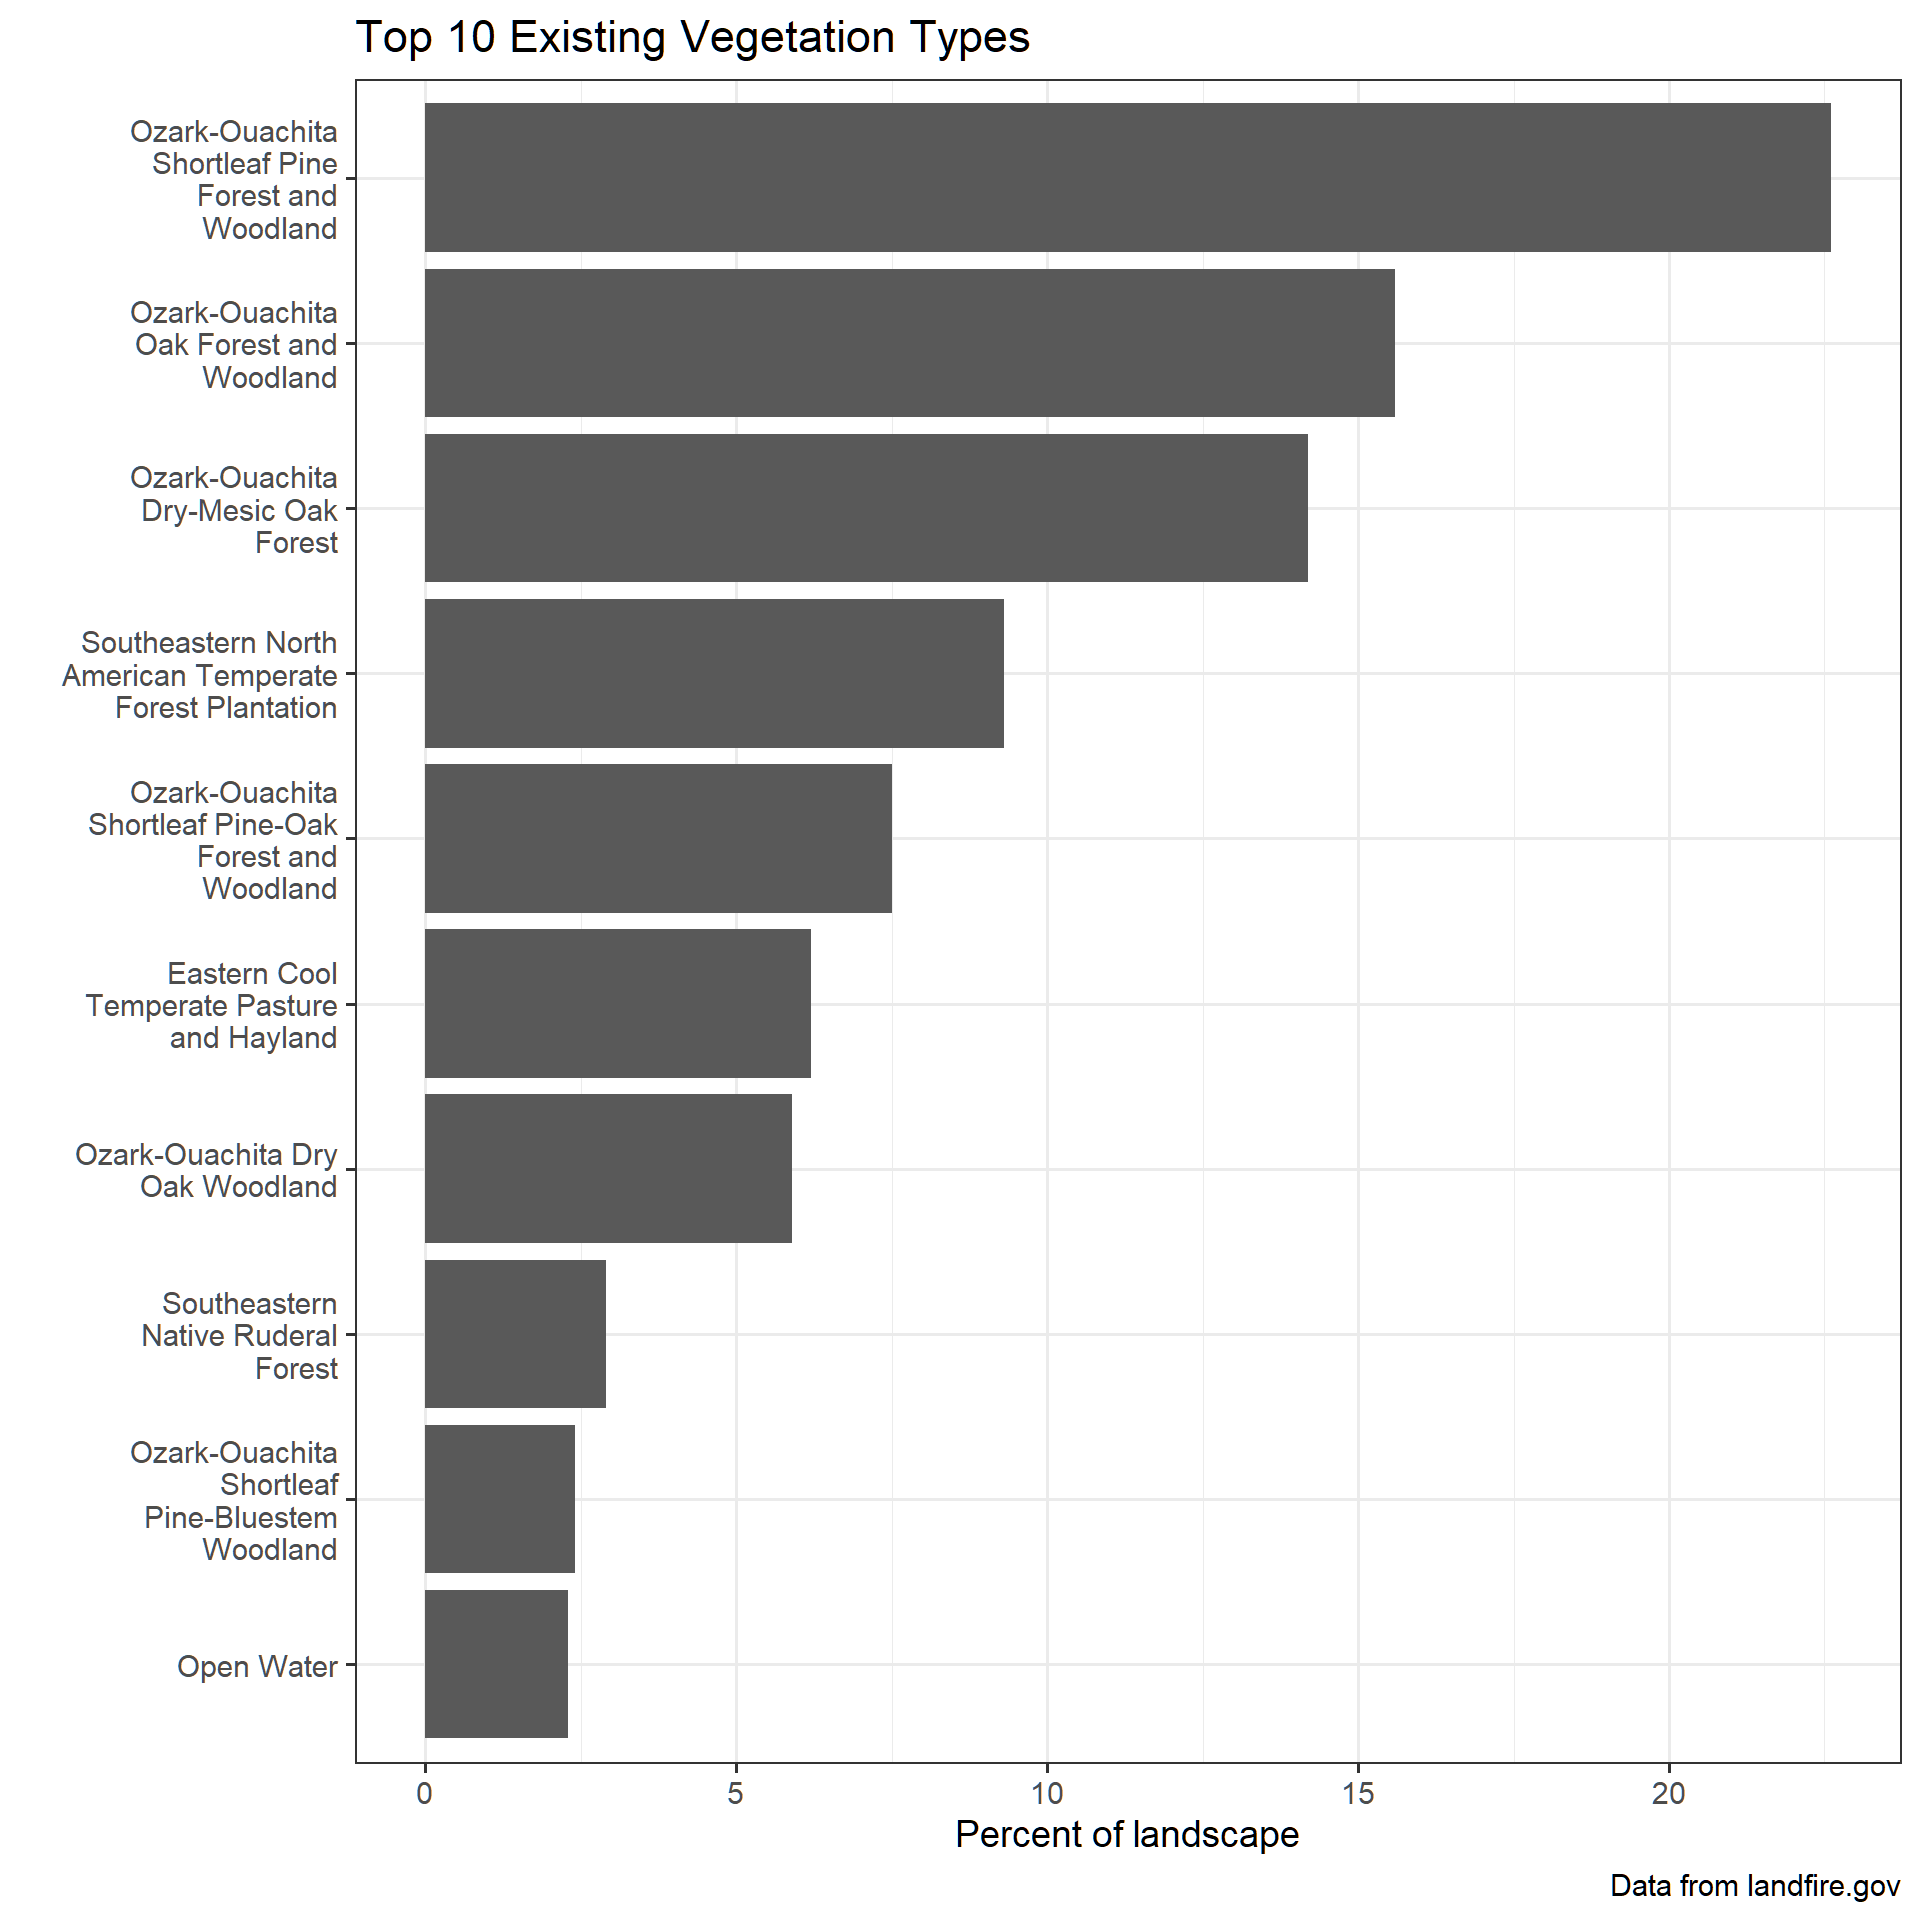 Top 10 Existing Vegetation Types
Ozark-Ouachita
Shortleaf Pine
Forest and
Woodland
Ozark-Ouachita
Oak Forest and
Woodland
Ozark-Ouachita
Dry-Mesic Oak
Forest
Southeastern North
American Temperate
Forest Plantation
Ozark-Ouachita
Shortleaf Pine-Oak
Forest and
Woodland
Eastern Cool
Temperate Pasture
and Hayland
Ozark-Ouachita Dry
Oak Woodland
Southeastern
Native Ruderal
Forest
Ozark-Ouachita
Shortleaf
Pine-Bluestem
Woodland
Open Water
0 5 10 15 20
Percent of landscape
Data from landfire.gov